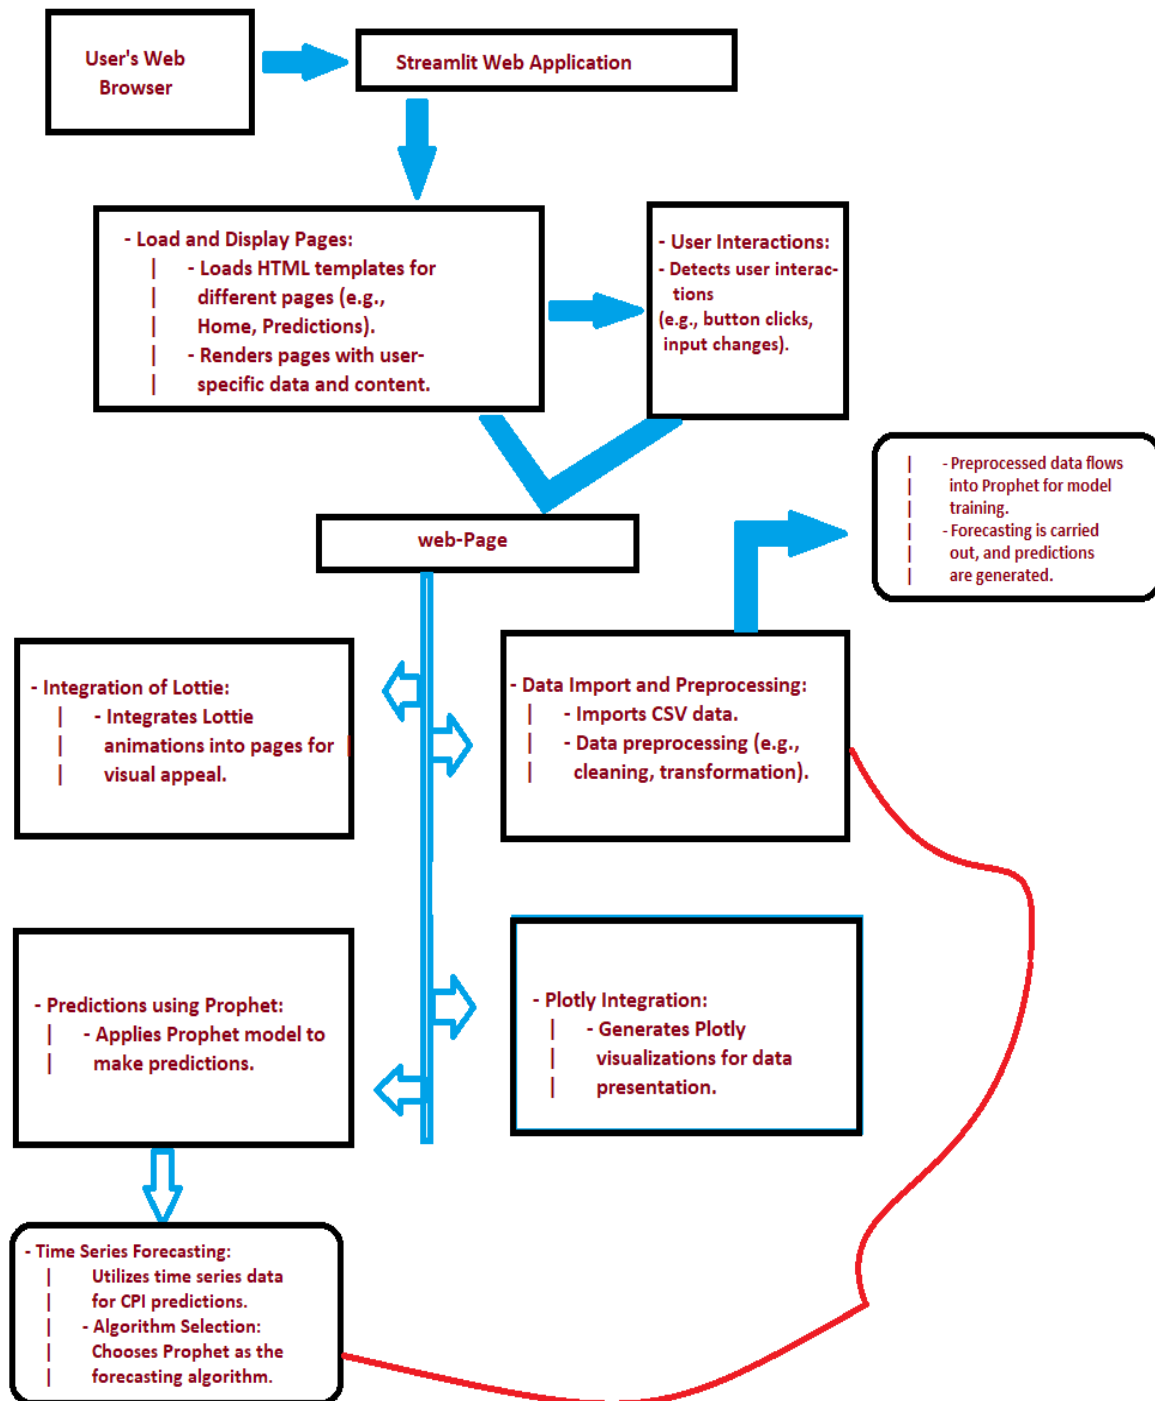 User's Web
Browser
Streamlit Web Application
- Load and Display Pages:
| - Loads HTML templates for
| different pages (e.g.,
| Home, Predictions).
| - Renders pages with user-
| specific data and content.
- User Interactions:
- Detects user interac-
tions
(e.g., button clicks,
input changes).
| - Preprocessed data flows
| into Prophet for model
| training.
| - Forecasting is carried
| out, and predictions
| are generated.
web-Page
- Integration of Lottie:
| - Integrates Lottie
| animations into pages for |
| visual appeal.
- Data Import and Preprocessing:
| - Imports CSV data.
| - Data preprocessing (e.g.,
| cleaning, transformation).
- Predictions using Prophet:
| - Applies Prophet model to
| make predictions.
- Plotly Integration:
| - Generates Plotly
| visualizations for data
| presentation.
- Time Series Forecasting:
| Utilizes time series data
| for CPI predictions.
| - Algorithm Selection:
| Chooses Prophet as the
| forecasting algorithm.